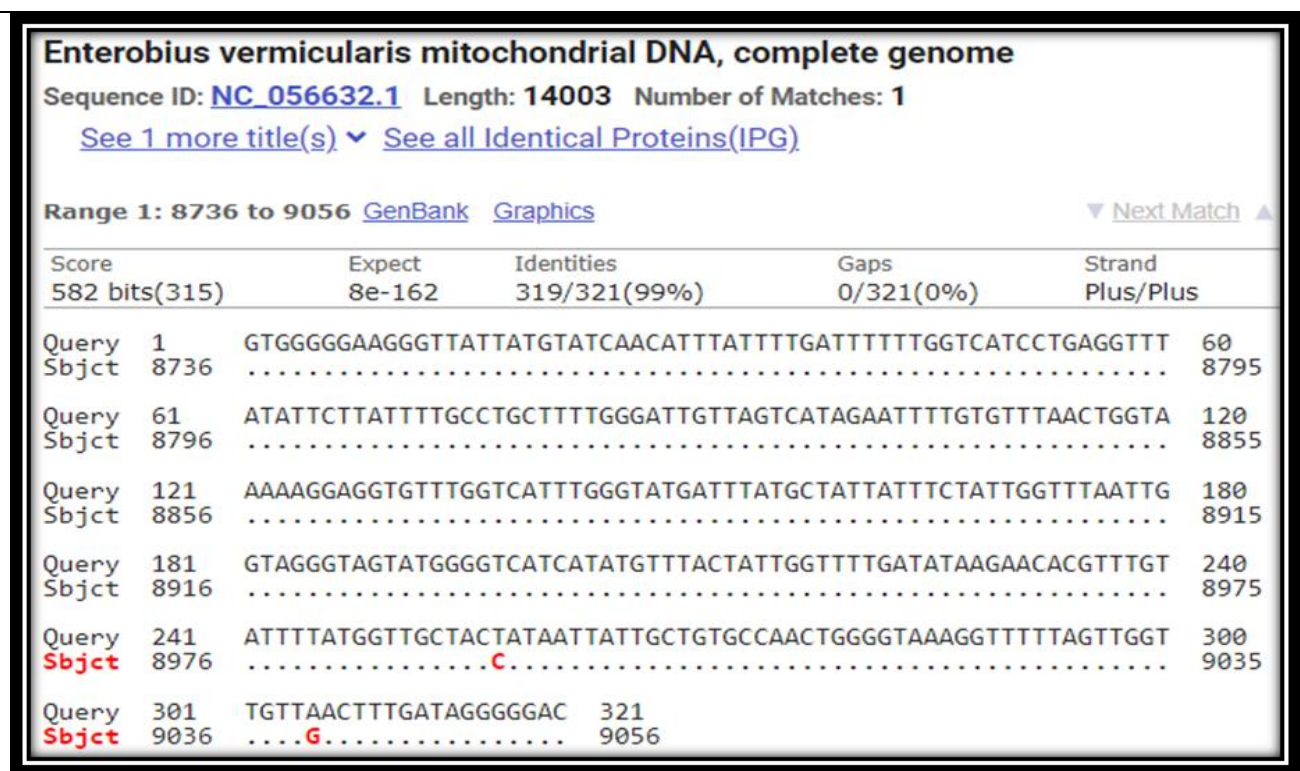 Enterobius vermicularis mitochondrial DNA, complete genome
Sequence ID: NC_056632.1 Length: 14003 Number of Matches: 1
See 1 more title(s) See all Identical Proteins(IPG)
Range 1: 8736 to 9056 GenBank Graphics Next Match
Score Expect Identities Gaps Strand
582 bits(315) 8e-162 319/321(99%) 0/321(0%) Plus/Plus
Query 1 GTGGGGGAAGGGTTATTATGTATCAACATTTATTTTGATTTTTTGGTCATCCTGAGGTTT 60
Sbjct 8736 ............................................................ 8795
Query 61 ATATTCTTATTTTGCCTGCTTTTGGGATTGTTAGTCATAGAATTTTGTGTTTAACTGGTA 120
Sbjct 8796 ............................................................ 8855
Query 121 AAAAGGAGGTGTTTGGTCATTTGGGTATGATTTATGCTATTATTTCTATTGGTTTAATTG 180
Sbjct 8856 ............................................................ 8915
Query 181 GTAGGGTAGTATGGGGTCATCATATGTTTACTATTGGTTTTGATATAAGAACACGTTTGT 240
Sbjct 8916 ............................................................ 8975
Query 241 ATTTTATGGTTGCTACTATAATTATTGCTGTGCCAACTGGGGTAAAGGTTTTTAGTTGGT 300
Sbjct 8976 ................C........................................... 9035
Query 301 TGTTAACTTTGATAGGGGGAC 321
Sbjct 9036 ....G................ 9056